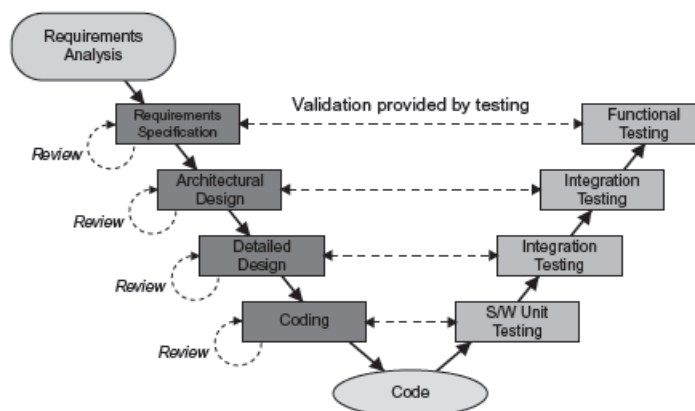 Requirements
Analysis
Validation provided by testing
Requirements
Specification
Functional
Testing
Review
Architectural
Design
Integration
Testing
Review
Detailed
Design
Integration
Testing
Review
Coding
S/W Unit
Testing
Review
Code